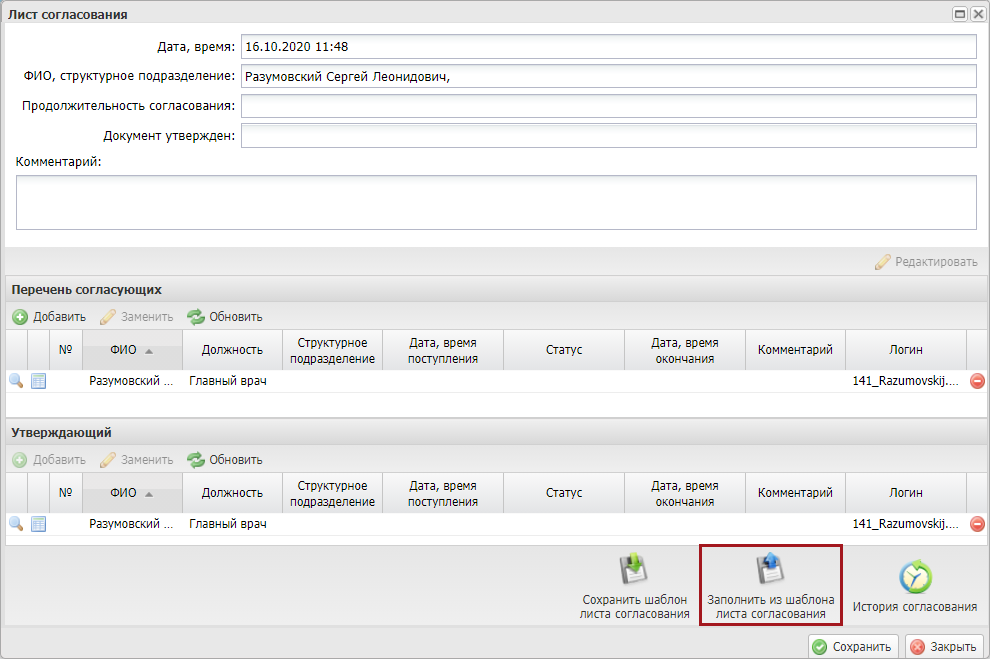 Лист согласования
Дата, время: 16.10.2020 11:48
ФИО, структурное подразделение: Разумовский Сергей Леонидович,
Продолжительность согласования:
Документ утвержден:
Комментарий:
Редактировать
Перечень согласующих
Добавить Заменить Обновить
№ ФИО Должность Структурное подразделение Дата, время поступления Статус Дата, время окончания Комментарий Логин
Разумовский ... Главный врач 141_Razumovskij....
Утверждающий
Добавить Заменить Обновить
№ ФИО Должность Структурное подразделение Дата, время поступления Статус Дата, время окончания Комментарий Логин
Разумовский ... Главный врач 141_Razumovskij....
Сохранить шаблон листа согласования
Заполнить из шаблона листа согласования
История согласования
Сохранить Закрыть